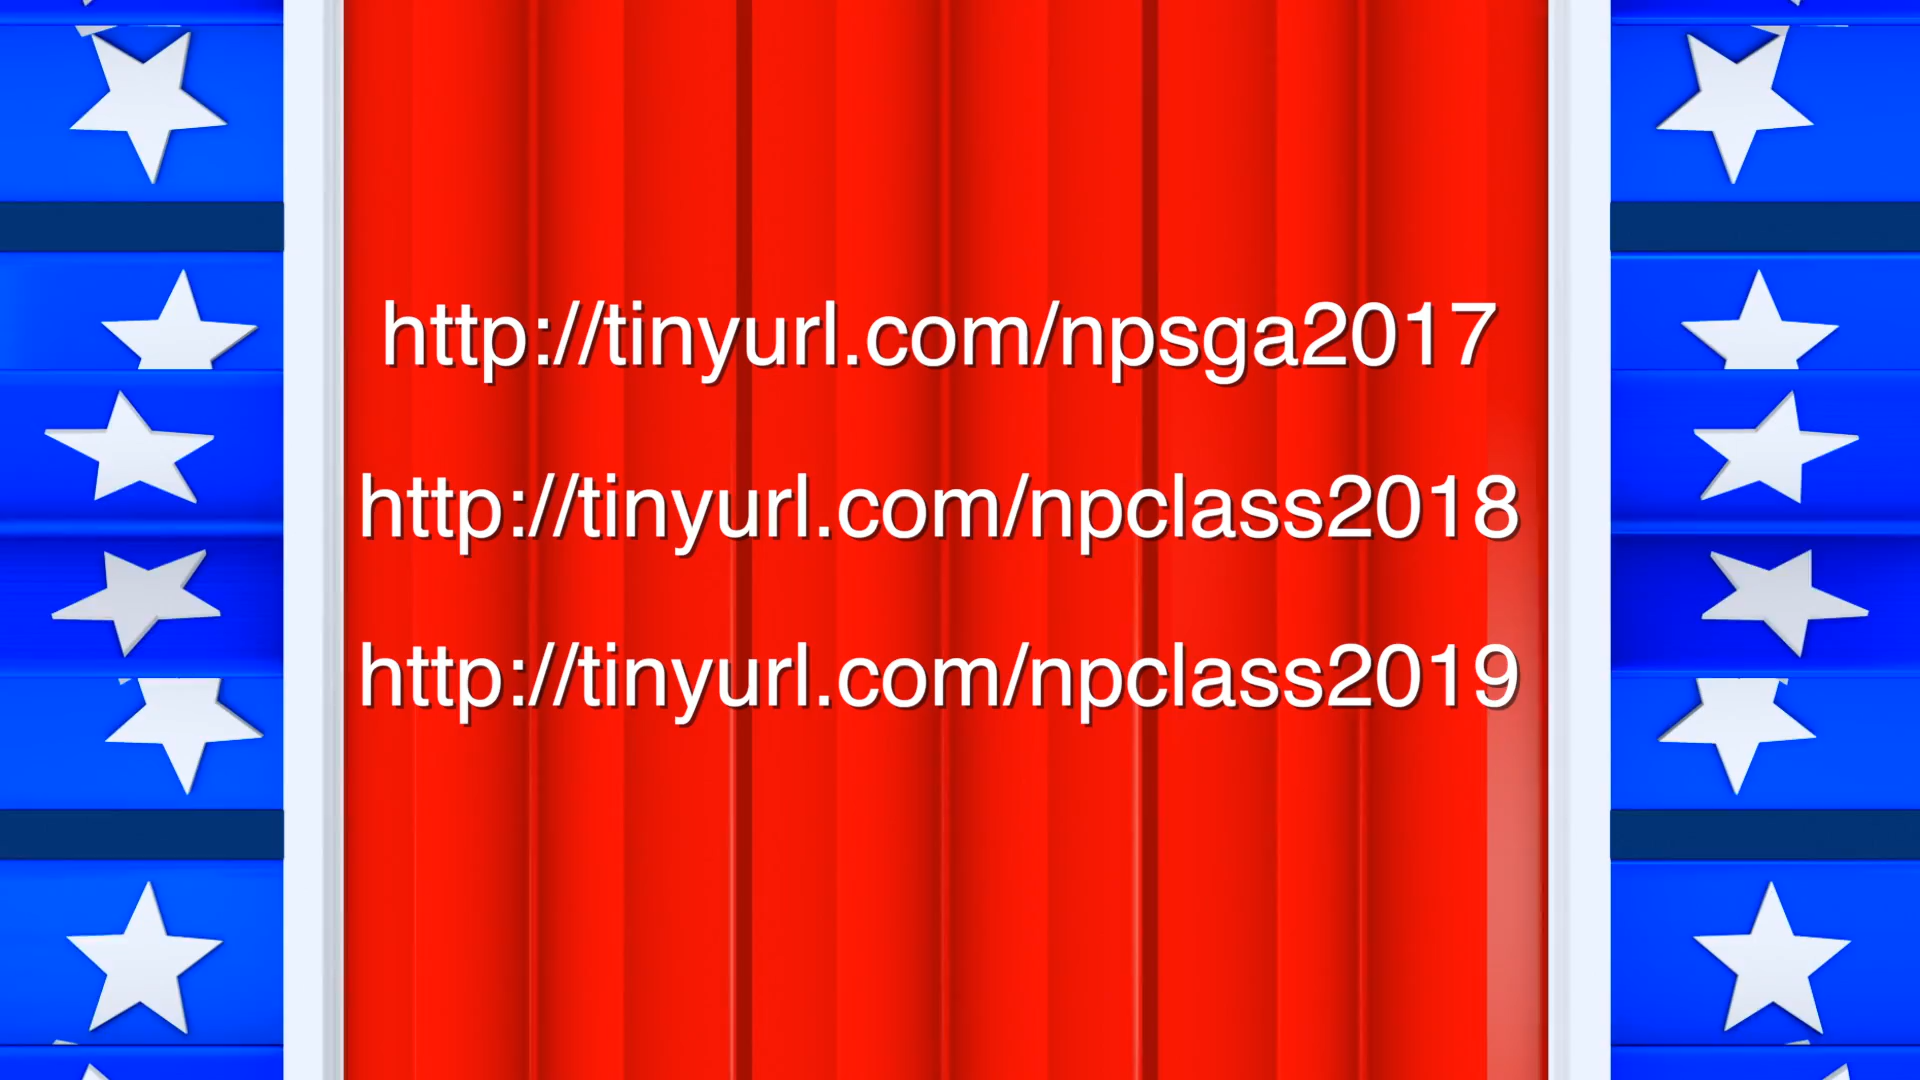 http://tinyurl.com/npsga2017
http://tinyurl.com/npclass2018
http://tinyurl.com/npclass2019